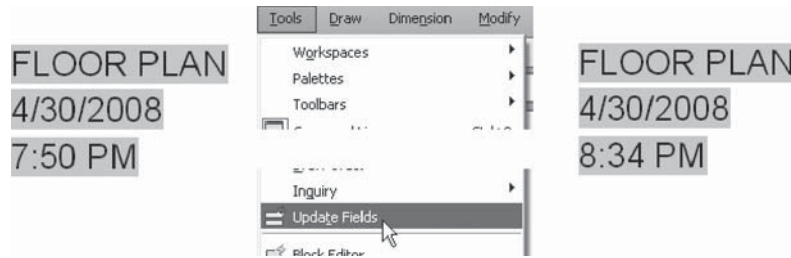 FLOOR PLAN
4/30/2008
7:50 PM
Tools Draw Dimension Modify
Workspaces
Palettes
Toolbars
Inquiry
Update Fields
Block Editor
FLOOR PLAN
4/30/2008
8:34 PM